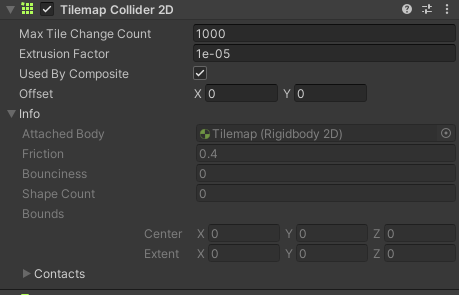 Tilemap Collider 2D
Max Tile Change Count 1000
Extrusion Factor 1e-05
Used By Composite
Offset X 0 Y 0
Info
Attached Body Tilemap (Rigidbody 2D)
Friction 0.4
Bounciness 0
Shape Count 0
Bounds
Center X 0 Y 0 Z 0
Extent X 0 Y 0 Z 0
Contacts